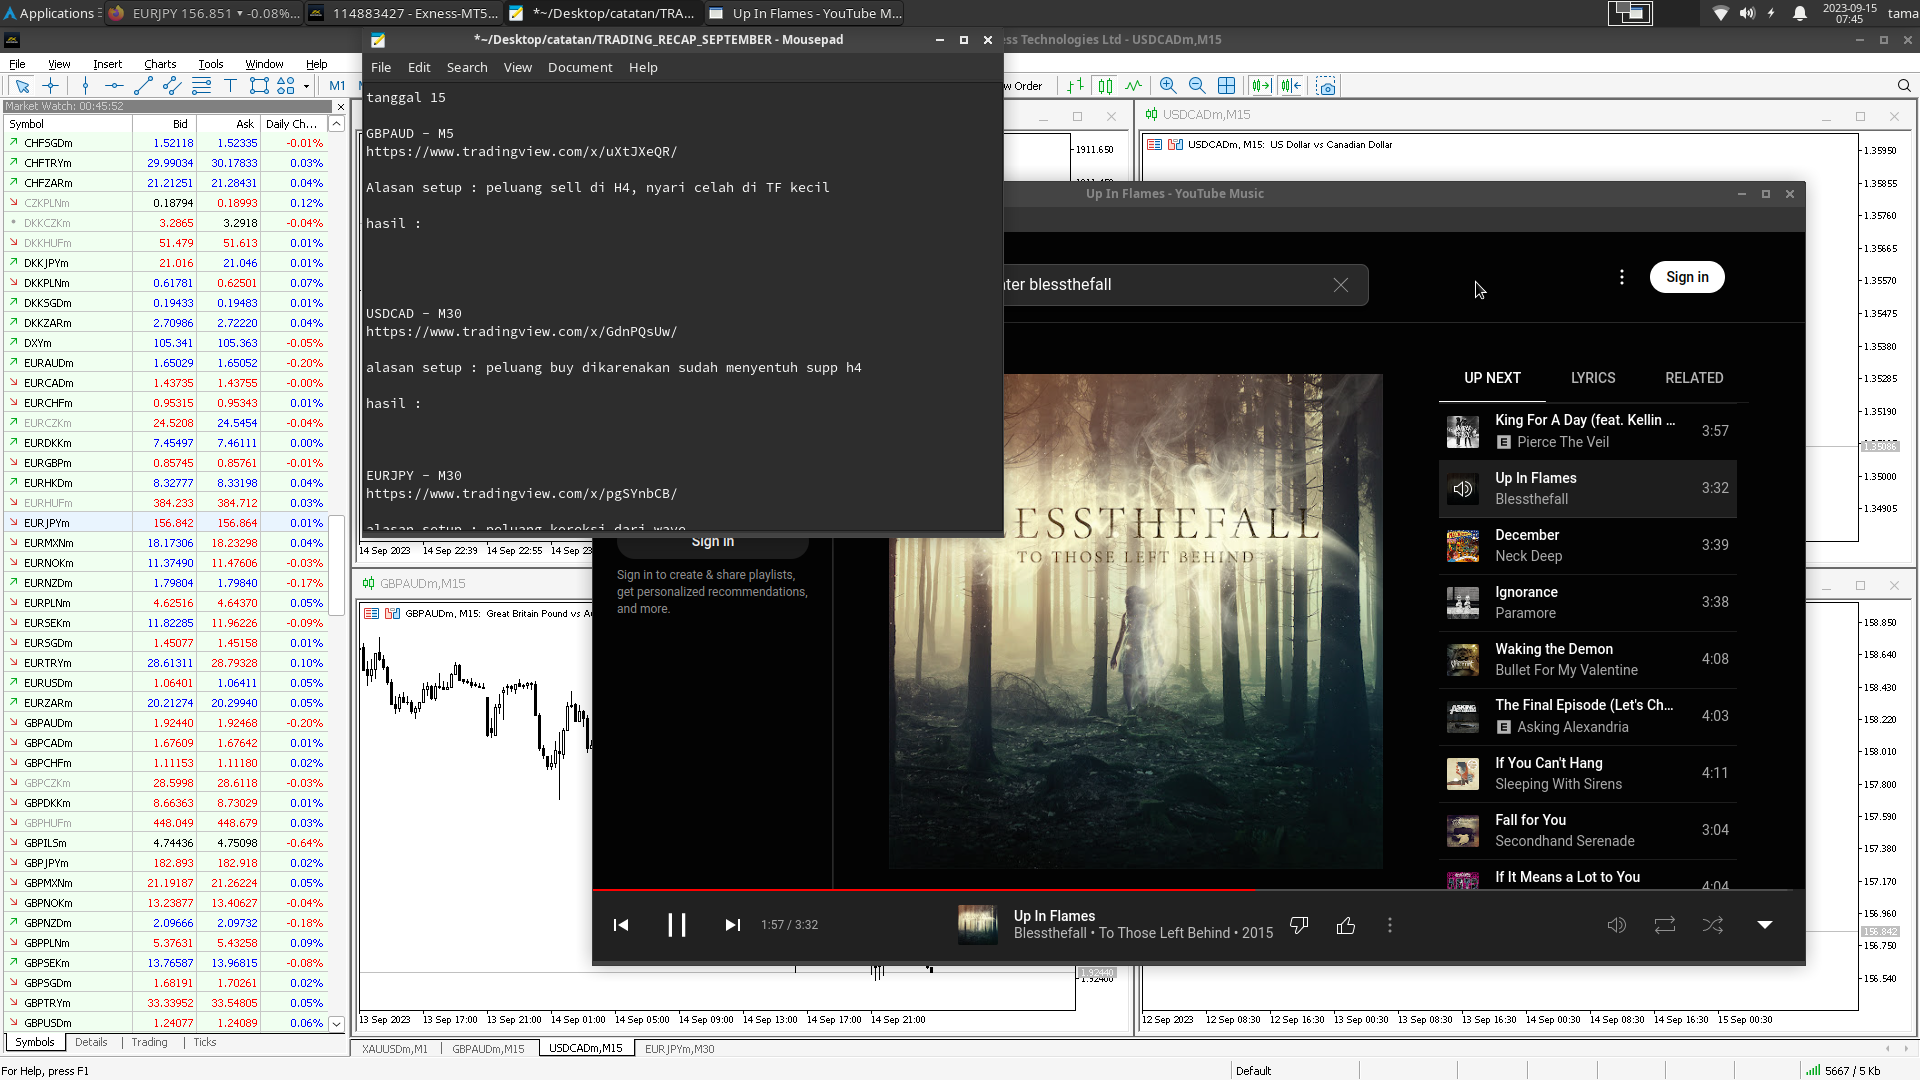 Applications
EURJPY 156.851 ▾ -0.08%...
114883427 - Exness-MT5...
*~/Desktop/catatan/TRA...
Up In Flames - YouTube M...
2023-09-15
07:45
tama
*~/Desktop/catatan/TRADING_RECAP_SEPTEMBER - Mousepad
ss Technologies Ltd - USDCADm,M15
File View Insert Charts Tools Window Help
File Edit Search View Document Help
M1
w Order
Market Watch: 00:45:52
Symbol Bid Ask Daily Ch...
CHFSGDm 1.52118 1.52335 -0.01%
CHFTRYm 29.99034 30.17833 0.03%
CHFZARm 21.21251 21.28431 0.04%
CZKPLNm 0.18794 0.18993 0.12%
DKKCZKm 3.2865 3.2918 -0.04%
DKKHUFm 51.479 51.613 0.01%
DKKJPYm 21.016 21.046 0.01%
DKKPLNm 0.61781 0.62501 0.07%
DKKSGDm 0.19433 0.19483 0.01%
DKKZARm 2.70986 2.72220 0.04%
DXYm 105.341 105.363 -0.05%
EURAUDm 1.65029 1.65052 -0.20%
EURCADm 1.43735 1.43755 -0.00%
EURCHFm 0.95315 0.95343 0.01%
EURCZKm 24.5208 24.5454 -0.04%
EURDKKm 7.45497 7.46111 0.00%
EURGBPm 0.85745 0.85761 -0.01%
EURHKDm 8.32777 8.33198 0.04%
EURHUFm 384.233 384.712 0.03%
EURJPYm 156.842 156.864 0.01%
EURMXNm 18.17306 18.23298 0.04%
EURNOKm 11.37490 11.47606 -0.03%
EURNZDm 1.79804 1.79840 -0.17%
EURPLNm 4.62516 4.64370 0.05%
EURSEKm 11.82285 11.96226 -0.09%
EURSGDm 1.45077 1.45158 0.01%
EURTRYm 28.61311 28.79328 0.10%
EURUSDm 1.06401 1.06411 0.05%
EURZARm 20.21274 20.29940 0.05%
GBPAUDm 1.92440 1.92468 -0.20%
GBPCADm 1.67609 1.67642 0.01%
GBPCHFm 1.11153 1.11180 0.02%
GBPCZKm 28.5998 28.6118 -0.03%
GBPDKKm 8.66363 8.73029 0.01%
GBPHUFm 448.049 448.679 0.03%
GBPILSm 4.74436 4.75098 -0.64%
GBPJPYm 182.893 182.918 0.02%
GBPMXNm 21.19187 21.26224 0.05%
GBPNOKm 13.23877 13.40627 -0.04%
GBPNZDm 2.09666 2.09732 -0.18%
GBPPLNm 5.37631 5.43258 0.09%
GBPSEKm 13.76587 13.96815 -0.08%
GBPSGDm 1.68191 1.70261 0.02%
GBPTRYm 33.33952 33.54805 0.05%
GBPUSDm 1.24077 1.24089 0.06%
Symbols Details Trading Ticks
tanggal 15
GBPAUD - M5
https://www.tradingview.com/x/uXtJXeQR/
Alasan setup : peluang sell di H4, nyari celah di TF kecil
hasil :
USDCAD - M30
https://www.tradingview.com/x/GdnPQsUw/
alasan setup : peluang buy dikarenakan sudah menyentuh supp h4
hasil :
EURJPY - M30
https://www.tradingview.com/x/pgSYnbCB/
alasan setup : peluang koreksi dari wave
14 Sep 2023 14 Sep 22:39 14 Sep 22:55 14 Sep 23
1911.650
USDCADm,M15
USDCADm, M15: US Dollar vs Canadian Dollar
1.35950
1.35855
1.35760
1.35665
1.35570
1.35475
1.35380
1.35285
1.35190
1.35086
1.35000
1.34905
GBPAUDm,M15
GBPAUDm, M15: Great Britain Pound vs Au
1.92440
1.92400
13 Sep 2023 13 Sep 17:00 13 Sep 21:00 14 Sep 01:00 14 Sep 05:00 14 Sep 09:00 14 Sep 13:00 14 Sep 17:00 14 Sep 21:00
158.850
158.640
158.430
158.220
158.010
157.800
157.590
157.380
157.170
156.960
156.842
156.750
156.540
12 Sep 2023 12 Sep 08:30 12 Sep 16:30 13 Sep 00:30 13 Sep 08:30 13 Sep 16:30 14 Sep 00:30 14 Sep 08:30 14 Sep 16:30 15 Sep 00:30
Up In Flames - YouTube Music
ter blessthefall
Sign in
Sign in
Sign in to create & share playlists,
get personalized recommendations,
and more.
ESSTHEFALL
TO THOSE LEFT BEHIND
UP NEXT LYRICS RELATED
King For A Day (feat. Kellin ...
E Pierce The Veil
3:57
Up In Flames
Blessthefall
3:32
December
Neck Deep
3:39
Ignorance
Paramore
3:38
Waking the Demon
Bullet For My Valentine
4:08
The Final Episode (Let's Ch...
E Asking Alexandria
4:03
If You Can't Hang
Sleeping With Sirens
4:11
Fall for You
Secondhand Serenade
3:04
If It Means a Lot to You
4:04
1:57 / 3:32
Up In Flames
Blessthefall • To Those Left Behind • 2015
XAUUSDm,M1 GBPAUDm,M15 USDCADm,M15 EURJPYm,M30
For Help, press F1
Default
5667 / 5 Kb